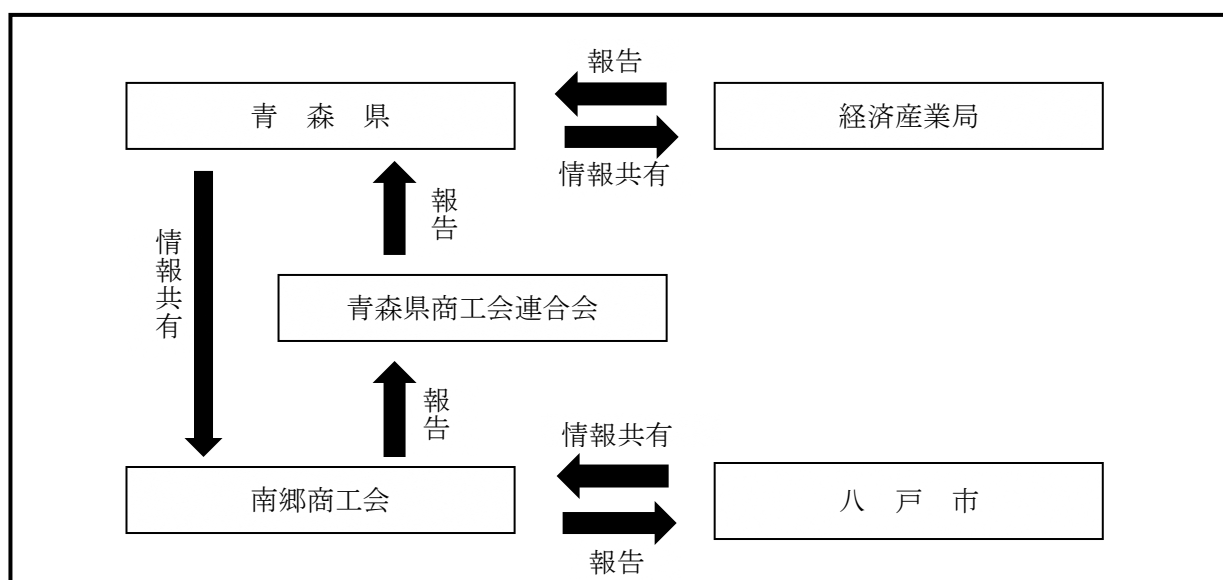 報告
青　森　県
経済産業局
情報共有
報告
情報共有
青森県商工会連合会
報告
情報共有
南郷商工会
八　戸　市
報告